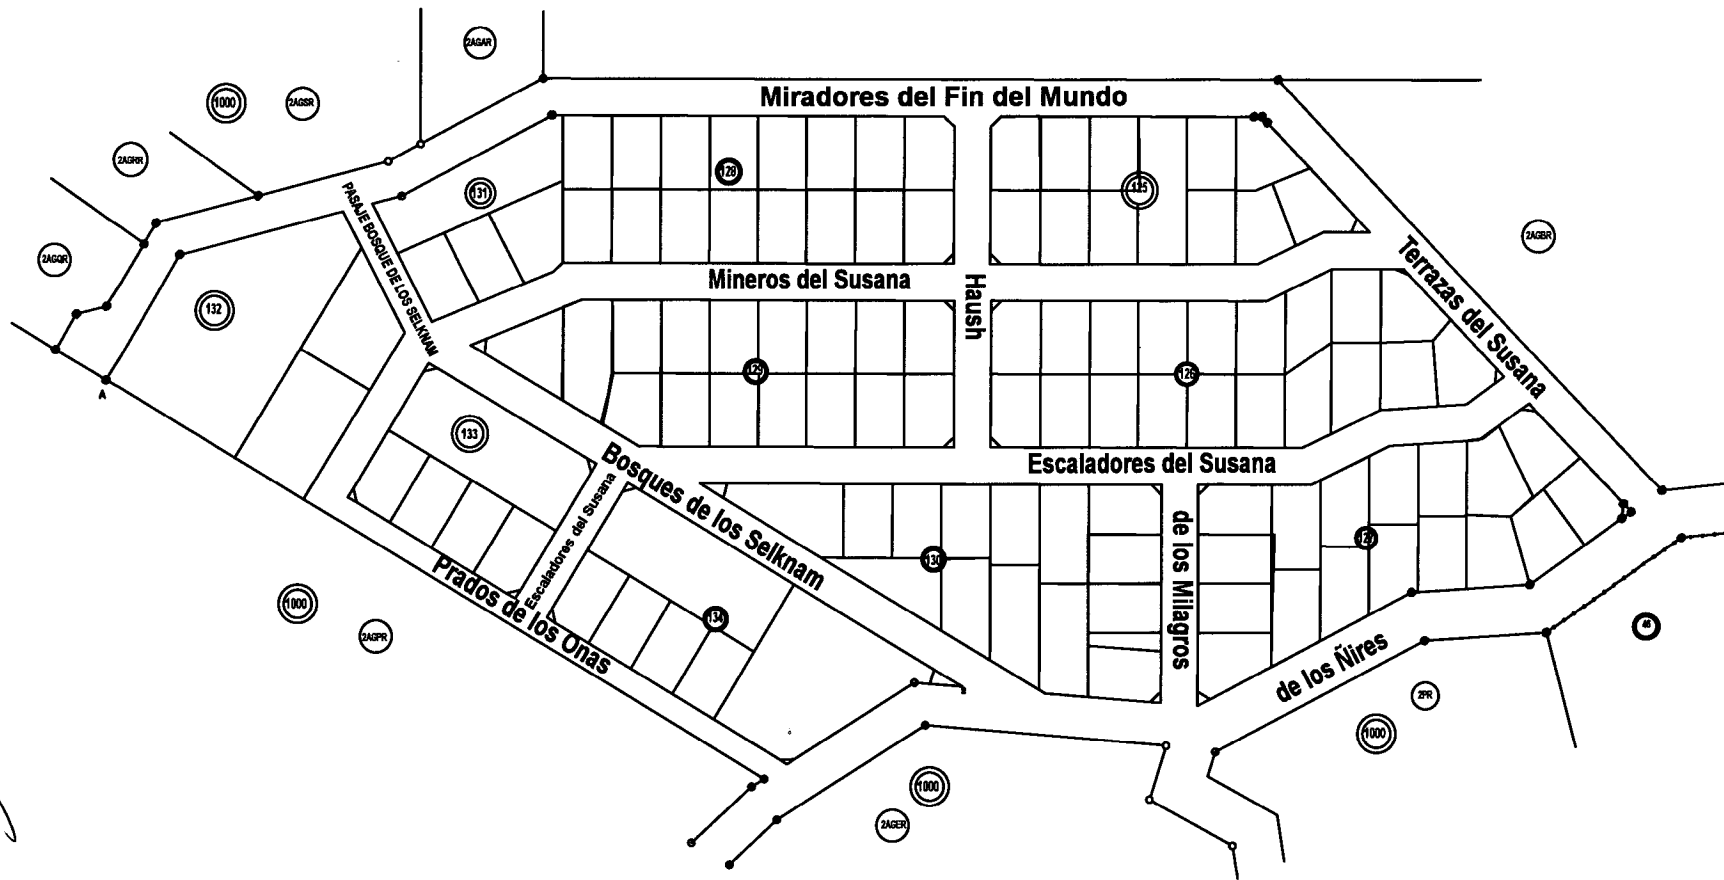 2AGAR
1000
2AGSR
Miradores del Fin del Mundo
2AGRR
128
131
125
PASAJE BOSQUE DE LOS SELKNAM
2AGQR
2AGBR
Terrazas del Susana
Mineros del Susana
Haush
132
129
126
A
133
Bosques de los Selknam
Escaladores del Susana
Escaladores del Susana
de los Milagros
127
130
Prados de los Onas
1000
2AGPR
134
46
de los Ñires
2PR
1000
1000
2AGER